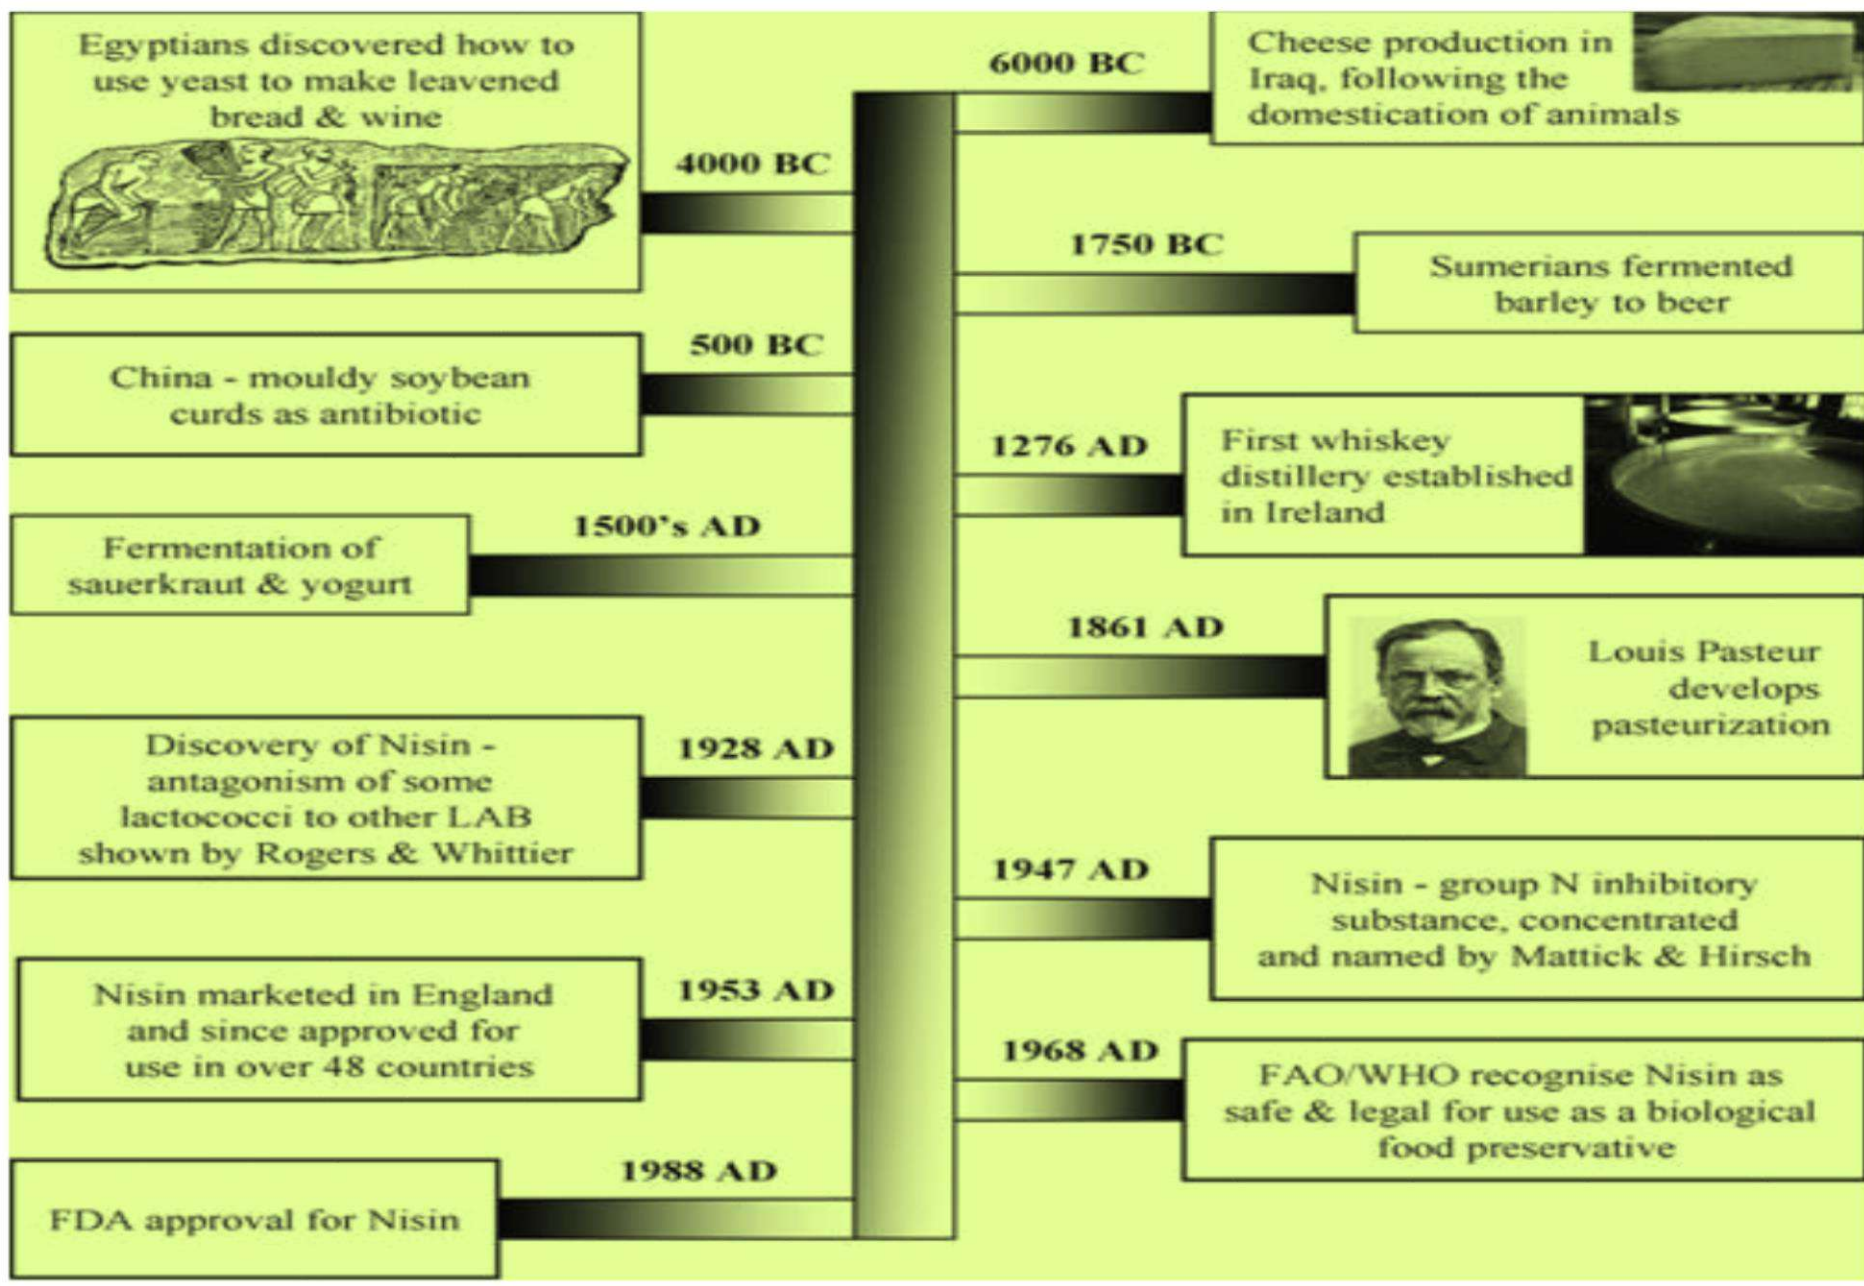 6000 BC
Cheese production in
Iraq, following the
domestication of animals
Egyptians discovered how to
use yeast to make leavened
bread & wine
4000 BC
1750 BC
Sumerians fermented
barley to beer
500 BC
China - mouldy soybean
curds as antibiotic
1276 AD
First whiskey
distillery established
in Ireland
1500's AD
Fermentation of
sauerkraut & yogurt
1861 AD
Louis Pasteur
develops
pasteurization
1928 AD
Discovery of Nisin -
antagonism of some
lactococci to other LAB
shown by Rogers & Whittier
1947 AD
Nisin - group N inhibitory
substance, concentrated
and named by Mattick & Hirsch
1953 AD
Nisin marketed in England
and since approved for
use in over 48 countries
1968 AD
FAO/WHO recognise Nisin as
safe & legal for use as a biological
food preservative
1988 AD
FDA approval for Nisin